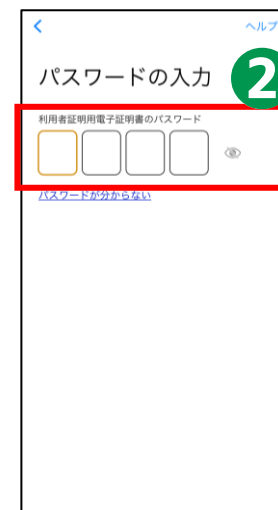 ヘルプ
パスワードの入力
2
利用者証明用電子証明書のパスワード
パスワードが分からない